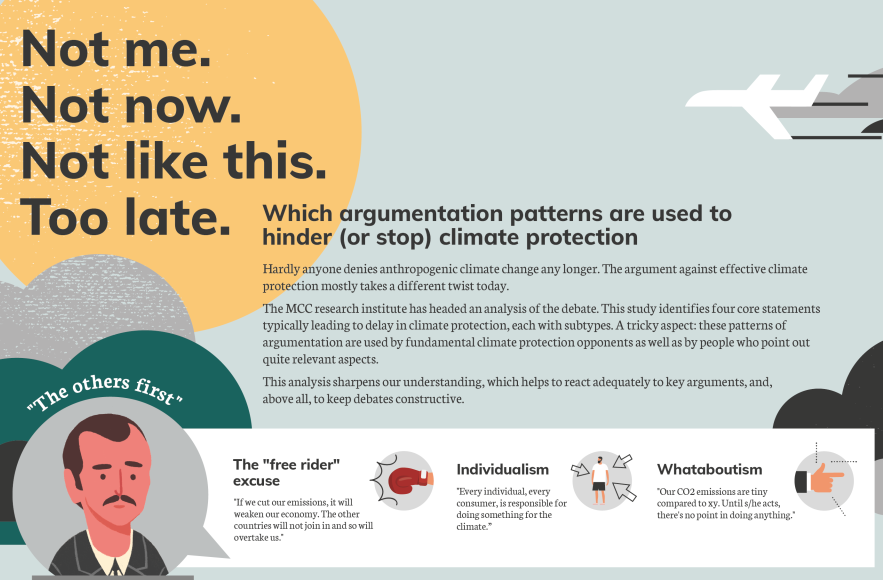 Not me.
Not now.
Not like this.
Too late.
Which argumentation patterns are used to
hinder (or stop) climate protection
Hardly anyone denies anthropogenic climate change any longer. The argument against effective climate
protection mostly takes a different twist today.
The MCC research institute has headed an analysis of the debate. This study identifies four core statements
typically leading to delay in climate protection, each with subtypes. A tricky aspect: these patterns of
argumentation are used by fundamental climate protection opponents as well as by people who point out
quite relevant aspects.
This analysis sharpens our understanding, which helps to react adequately to key arguments, and,
above all, to keep debates constructive.
"The others first"
The "free rider"
excuse
"If we cut our emissions, it will
weaken our economy. The other
countries will not join in and so will
overtake us."
Individualism
"Every individual, every
consumer, is responsible for
doing something for the
climate."
Whataboutism
"Our CO2 emissions are tiny
compared to xy. Until s/he acts,
there's no point in doing anything."